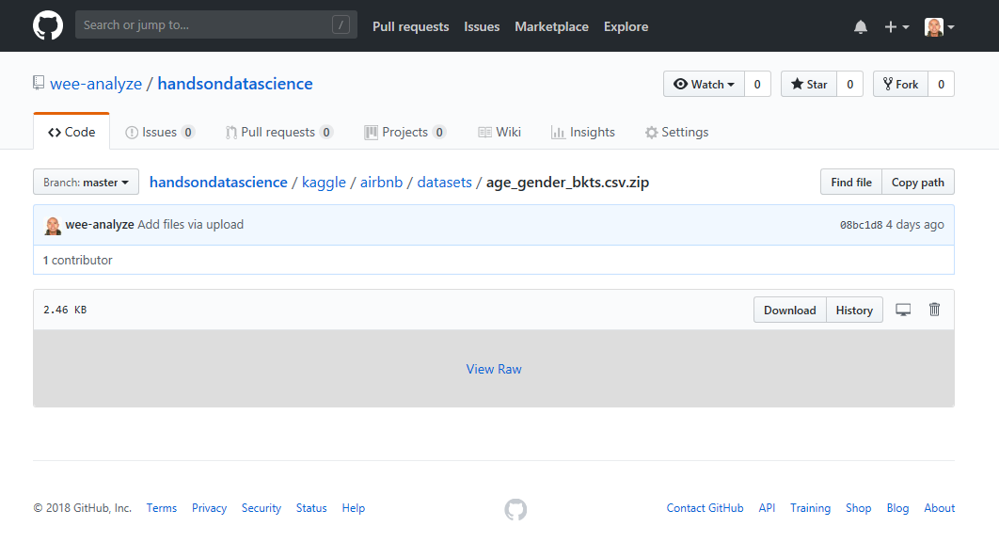 Search or jump to... / Pull requests Issues Marketplace Explore
wee-analyze / handsondatascience Watch 0 Star 0 Fork 0
Code Issues 0 Pull requests 0 Projects 0 Wiki Insights Settings
Branch: master handsondatascience / kaggle / airbnb / datasets / age_gender_bkts.csv.zip Find file Copy path
wee-analyze Add files via upload 08bc1d8 4 days ago
1 contributor
2.46 KB Download History
View Raw
© 2018 GitHub, Inc. Terms Privacy Security Status Help Contact GitHub API Training Shop Blog About